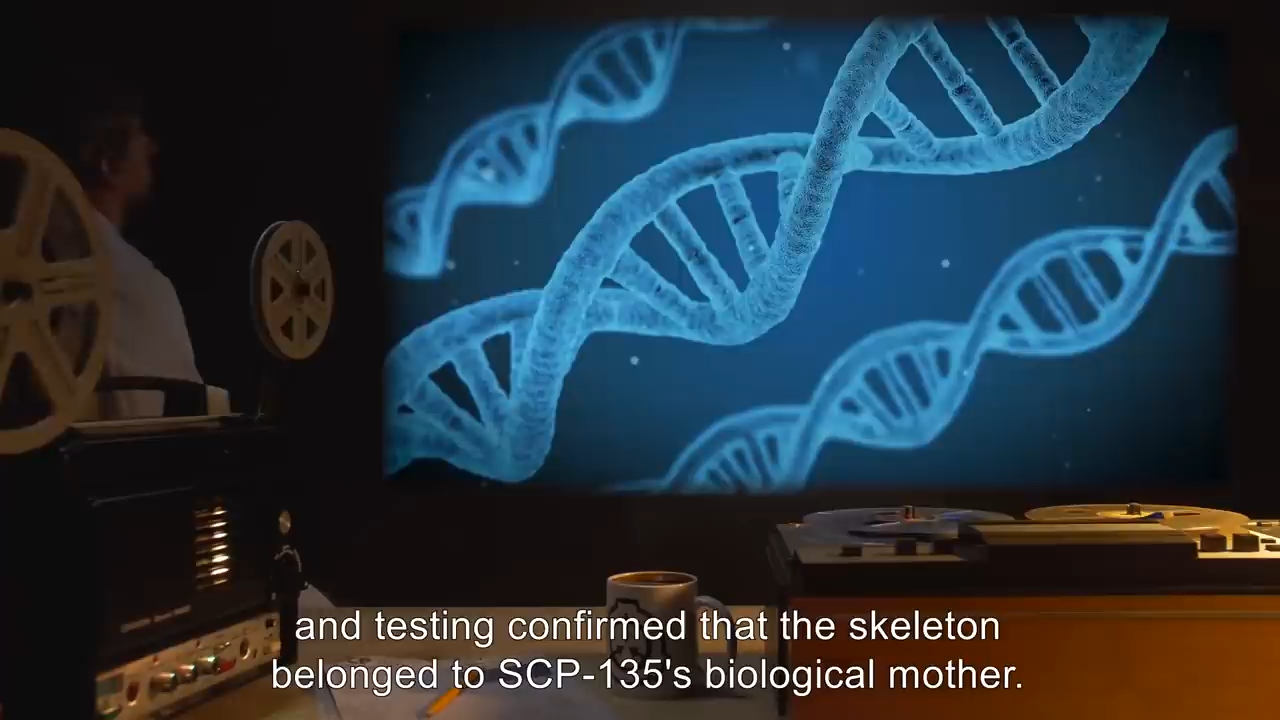 and testing confirmed that the skeleton
belonged to SCP-135's biological mother.